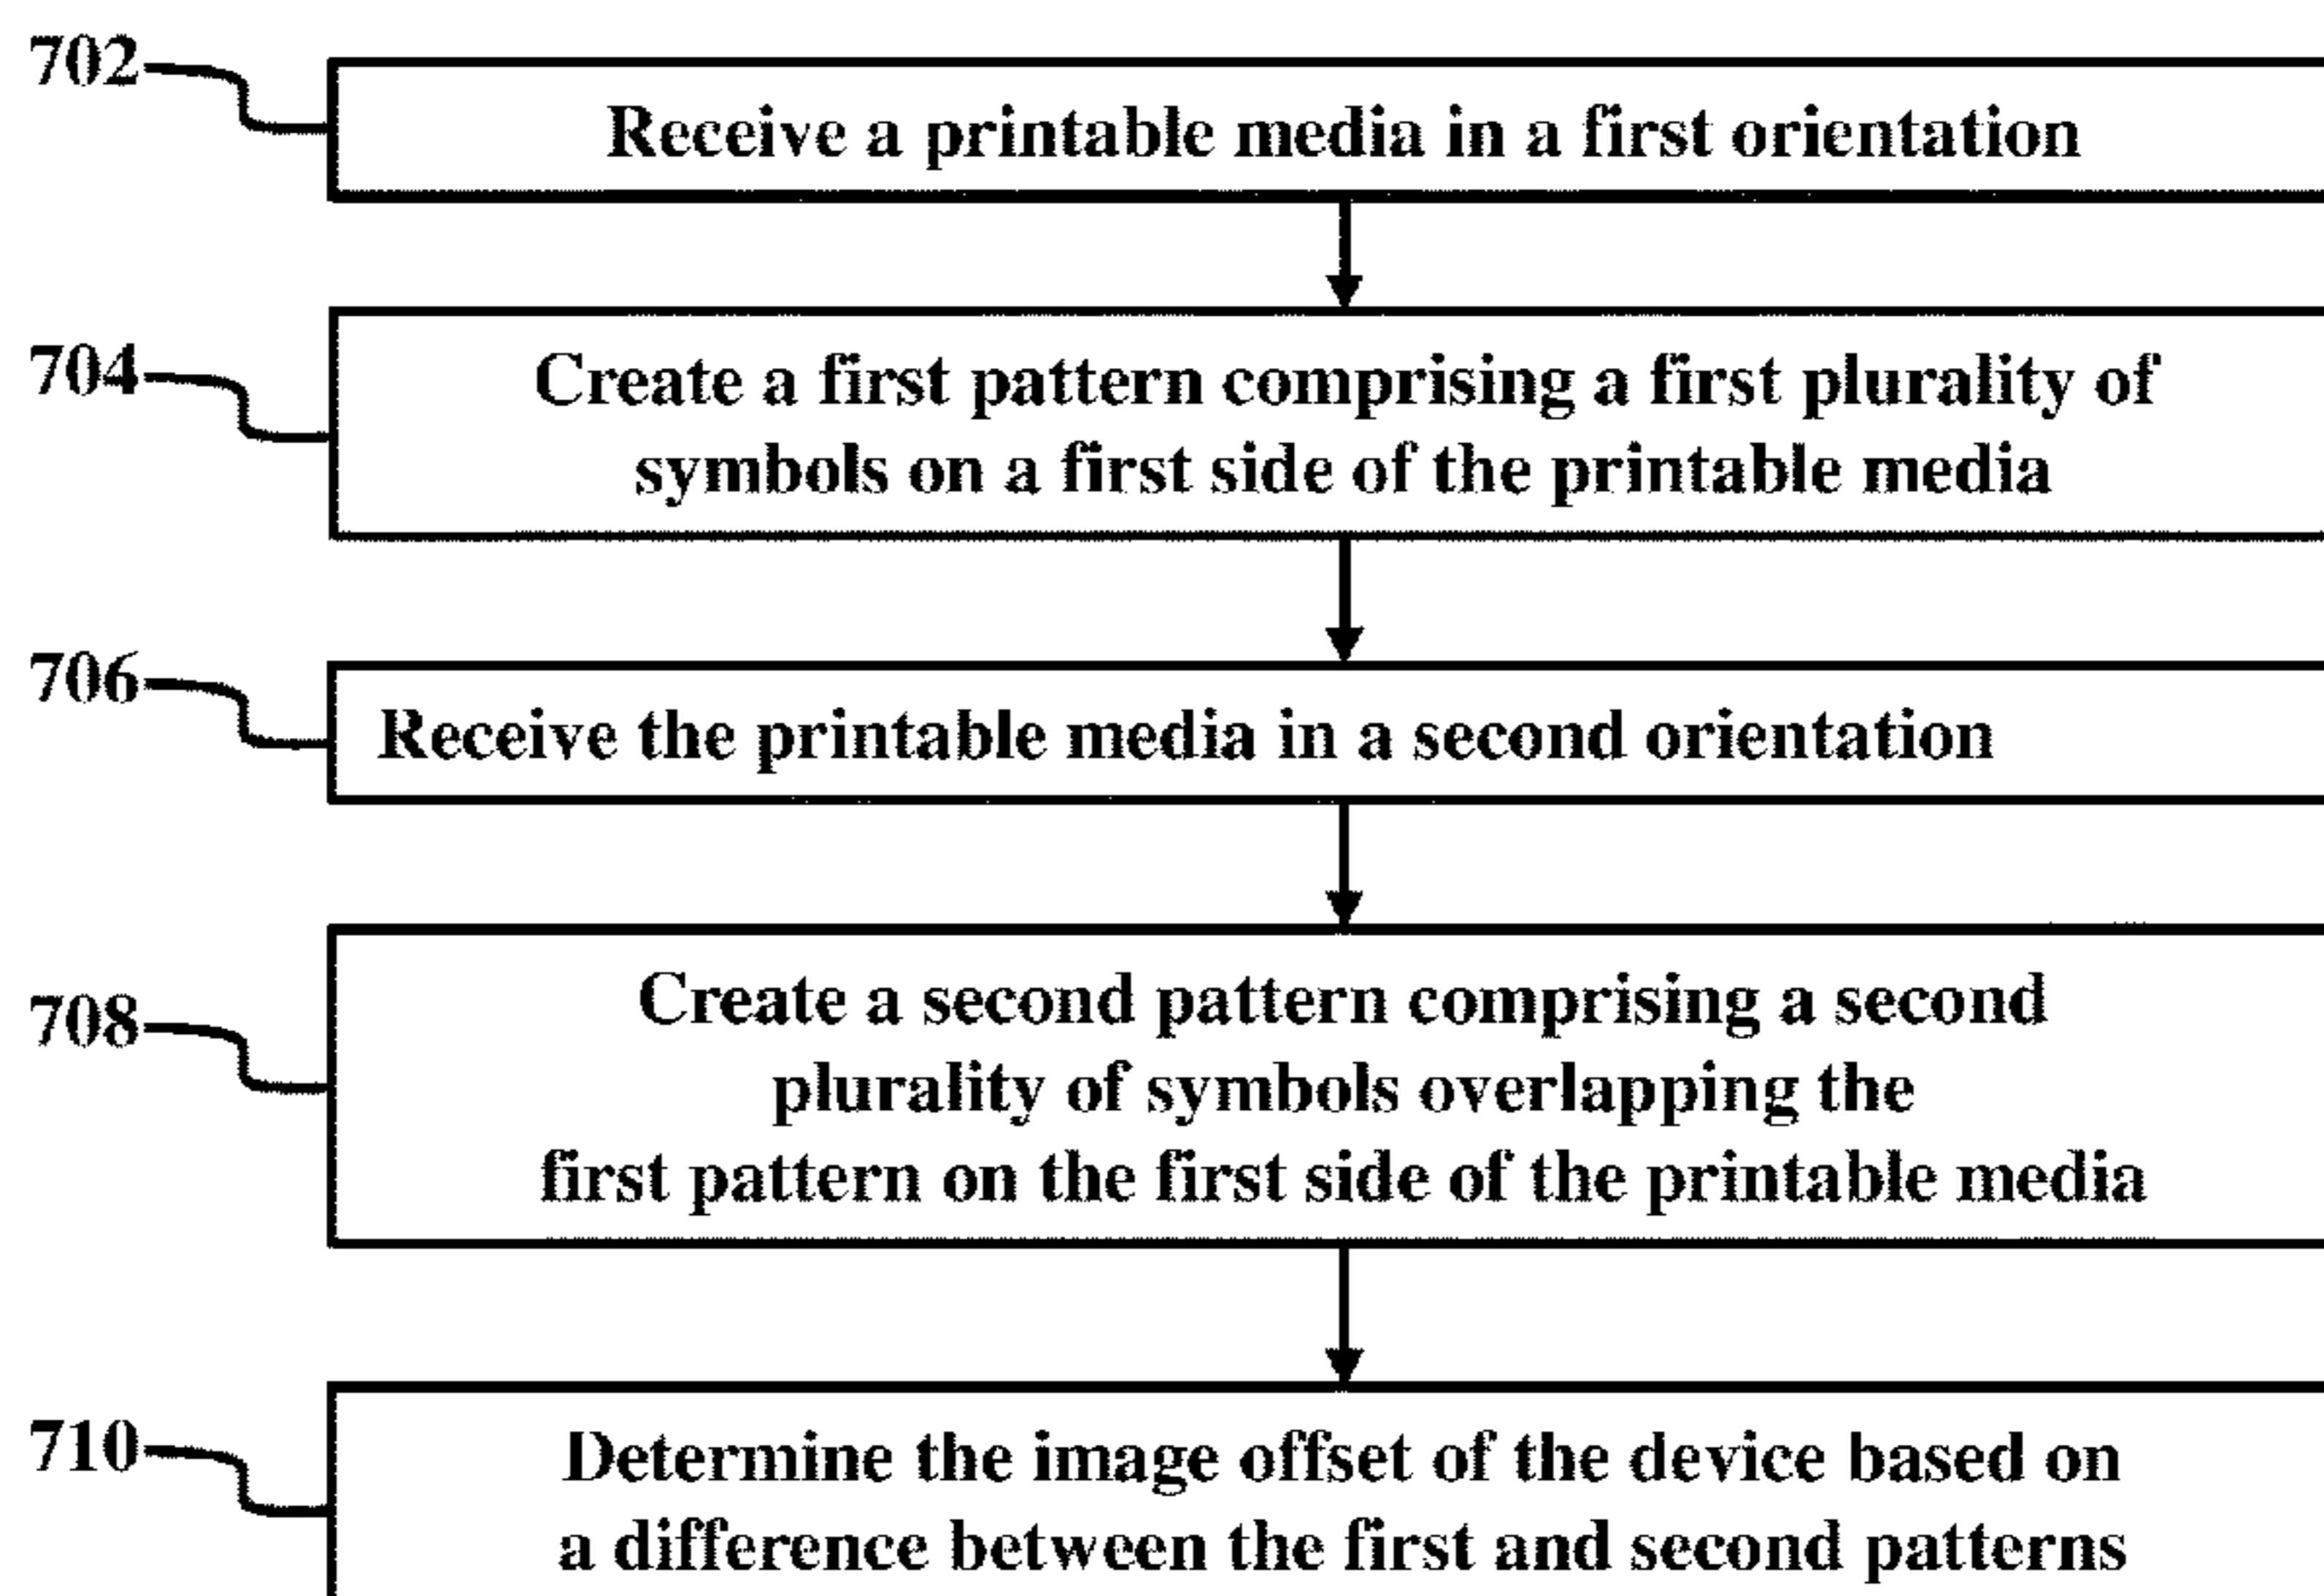 702
Receive a printable media in a first orientation
704
Create a first pattern comprising a first plurality of
symbols on a first side of the printable media
706
Receive the printable media in a second orientation
708
Create a second pattern comprising a second
plurality of symbols overlapping the
first pattern on the first side of the printable media
710
Determine the image offset of the device based on
a difference between the first and second patterns